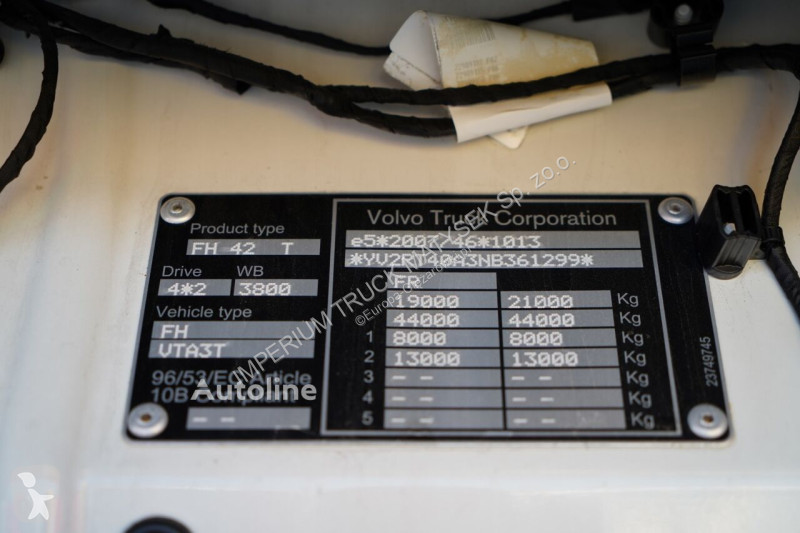 Volvo Truck Corporation
Product type
FH 42 T
e5*2007*46*1013
*YV2RT40A3NB361299*
Drive WB
4*2 3800
FR
19000 21000 Kg
44000 44000 Kg
Vehicle type
FH
VTA3T
1 8000 8000 Kg
2 13000 13000 Kg
96/53/EC Article
10B
- -
3 - - - - Kg
4 - - - - Kg
5 - - - - Kg
23749745
IMPERIUM TRUCK MATYSEK Sp. zo.o.
Autoline